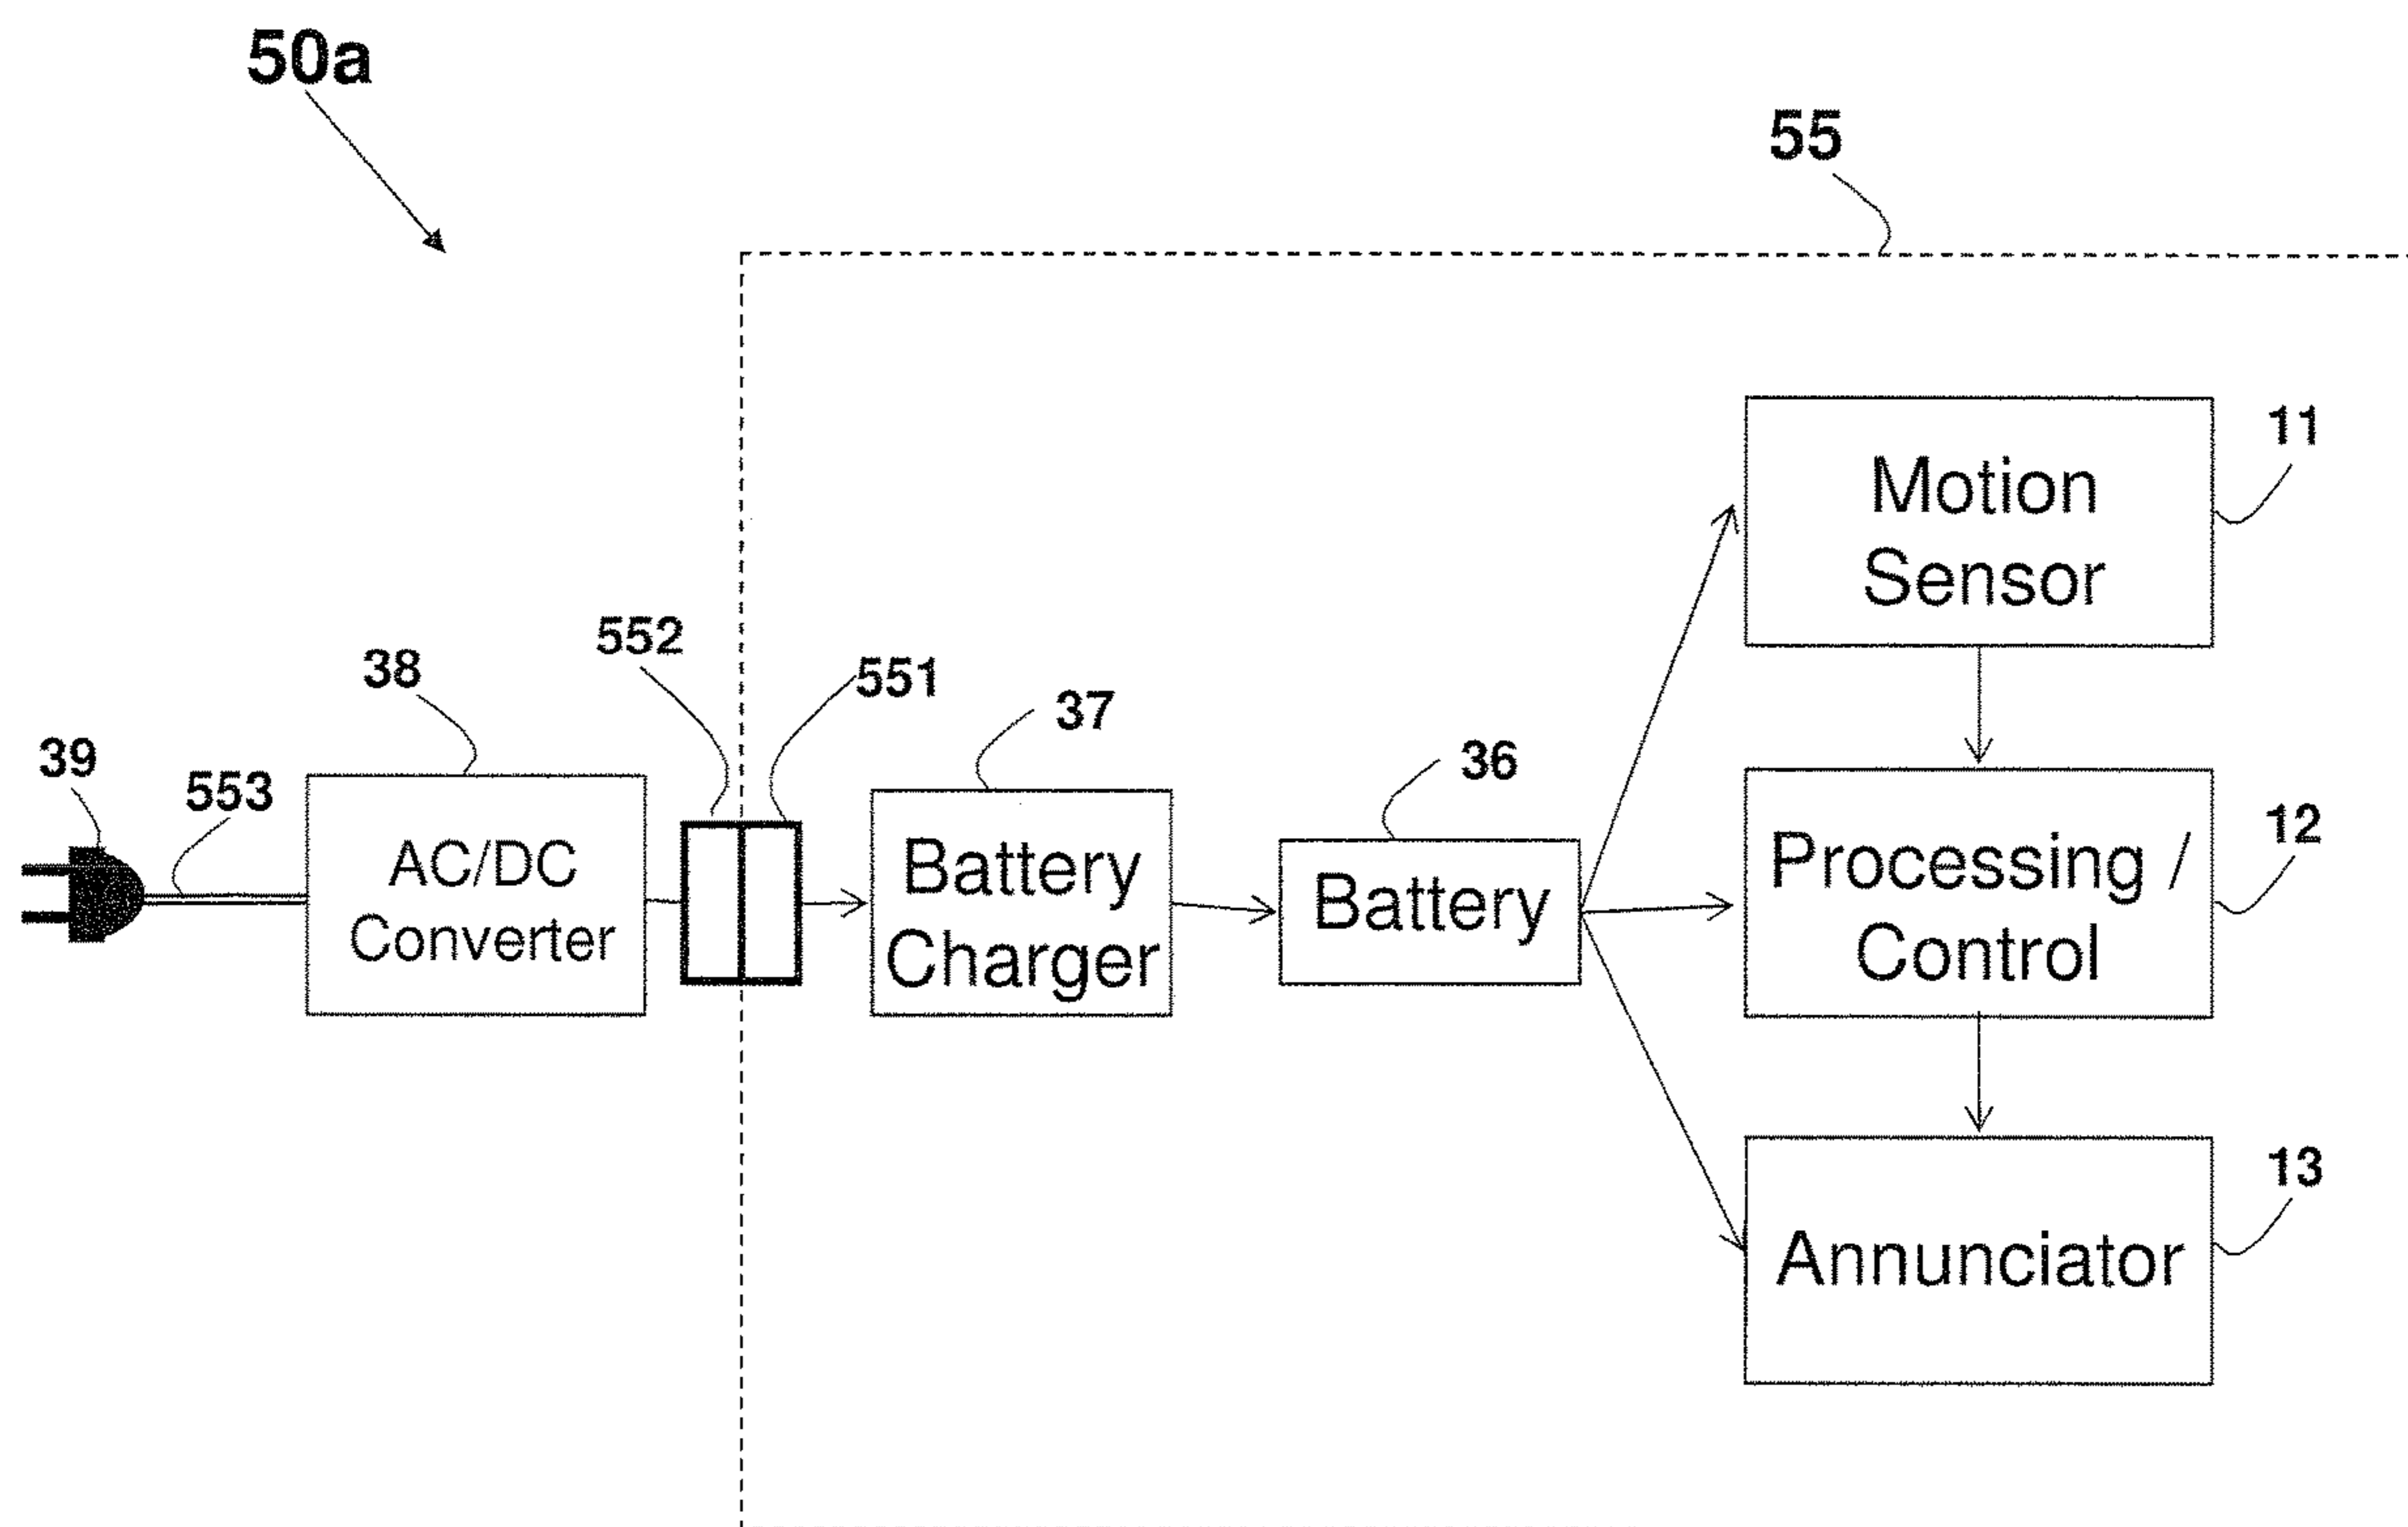 50a
55
11
Motion
Sensor
552
38
551
37
39
553
36
AC/DC
Converter
Battery
Charger
Battery
12
Processing /
Control
13
Annunciator